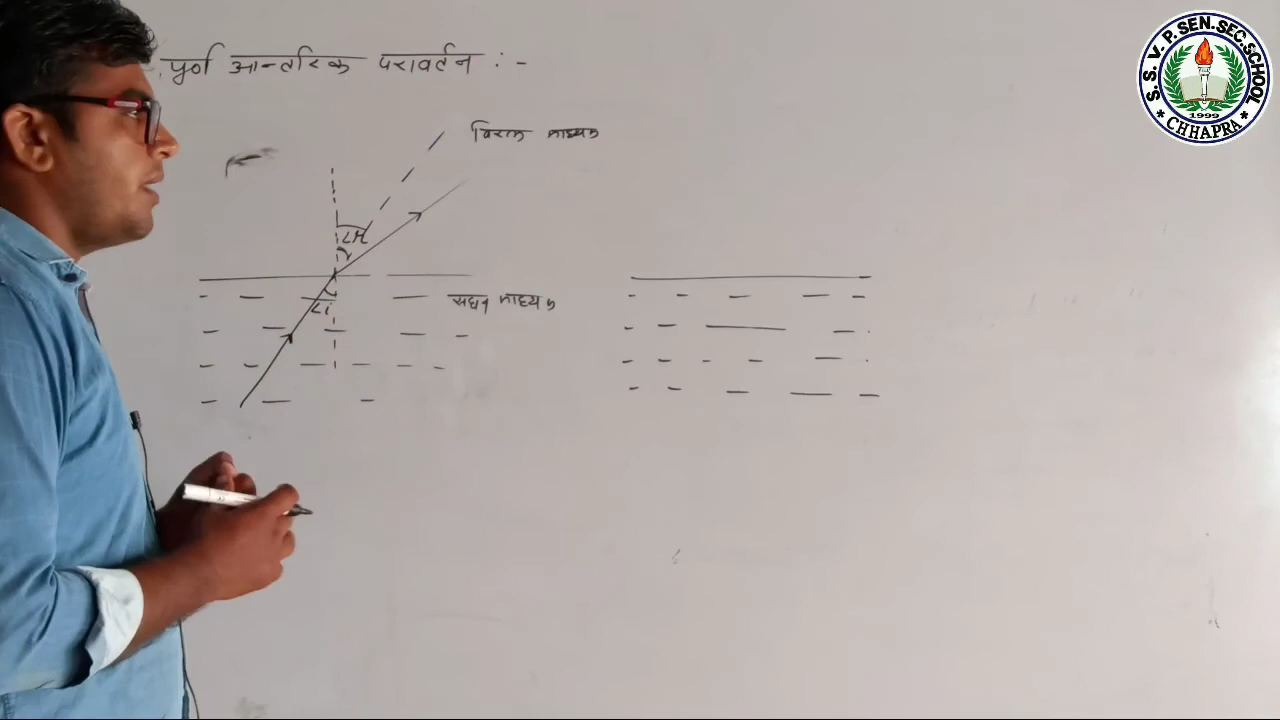 पूर्ण आन्तरिक परावर्तन :-
विरल माध्यम
∠r
∠i
सघन माध्यम
S. S. V. P. SEN. SEC. SCHOOL
1999
★ CHHAPRA ★